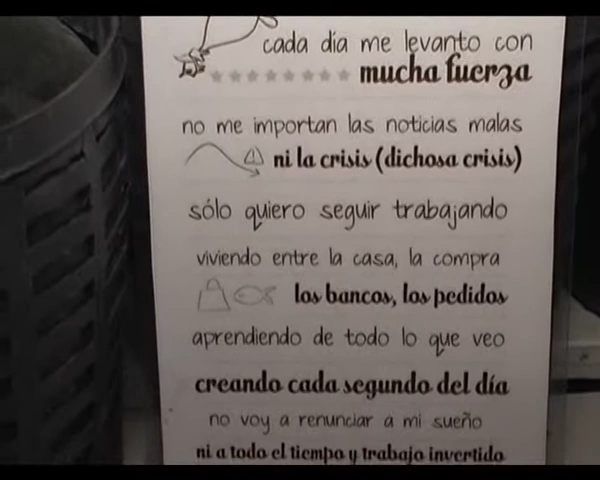 cada día me levanto con
mucha fuerza
no me importan las noticias malas
ni la crisis (dichosa crisis)
sólo quiero seguir trabajando
viviendo entre la casa, la compra
los bancos, los pedidos
aprendiendo de todo lo que veo
creando cada segundo del día
no voy a renunciar a mi sueño
ni a todo el tiempo y trabajo invertido